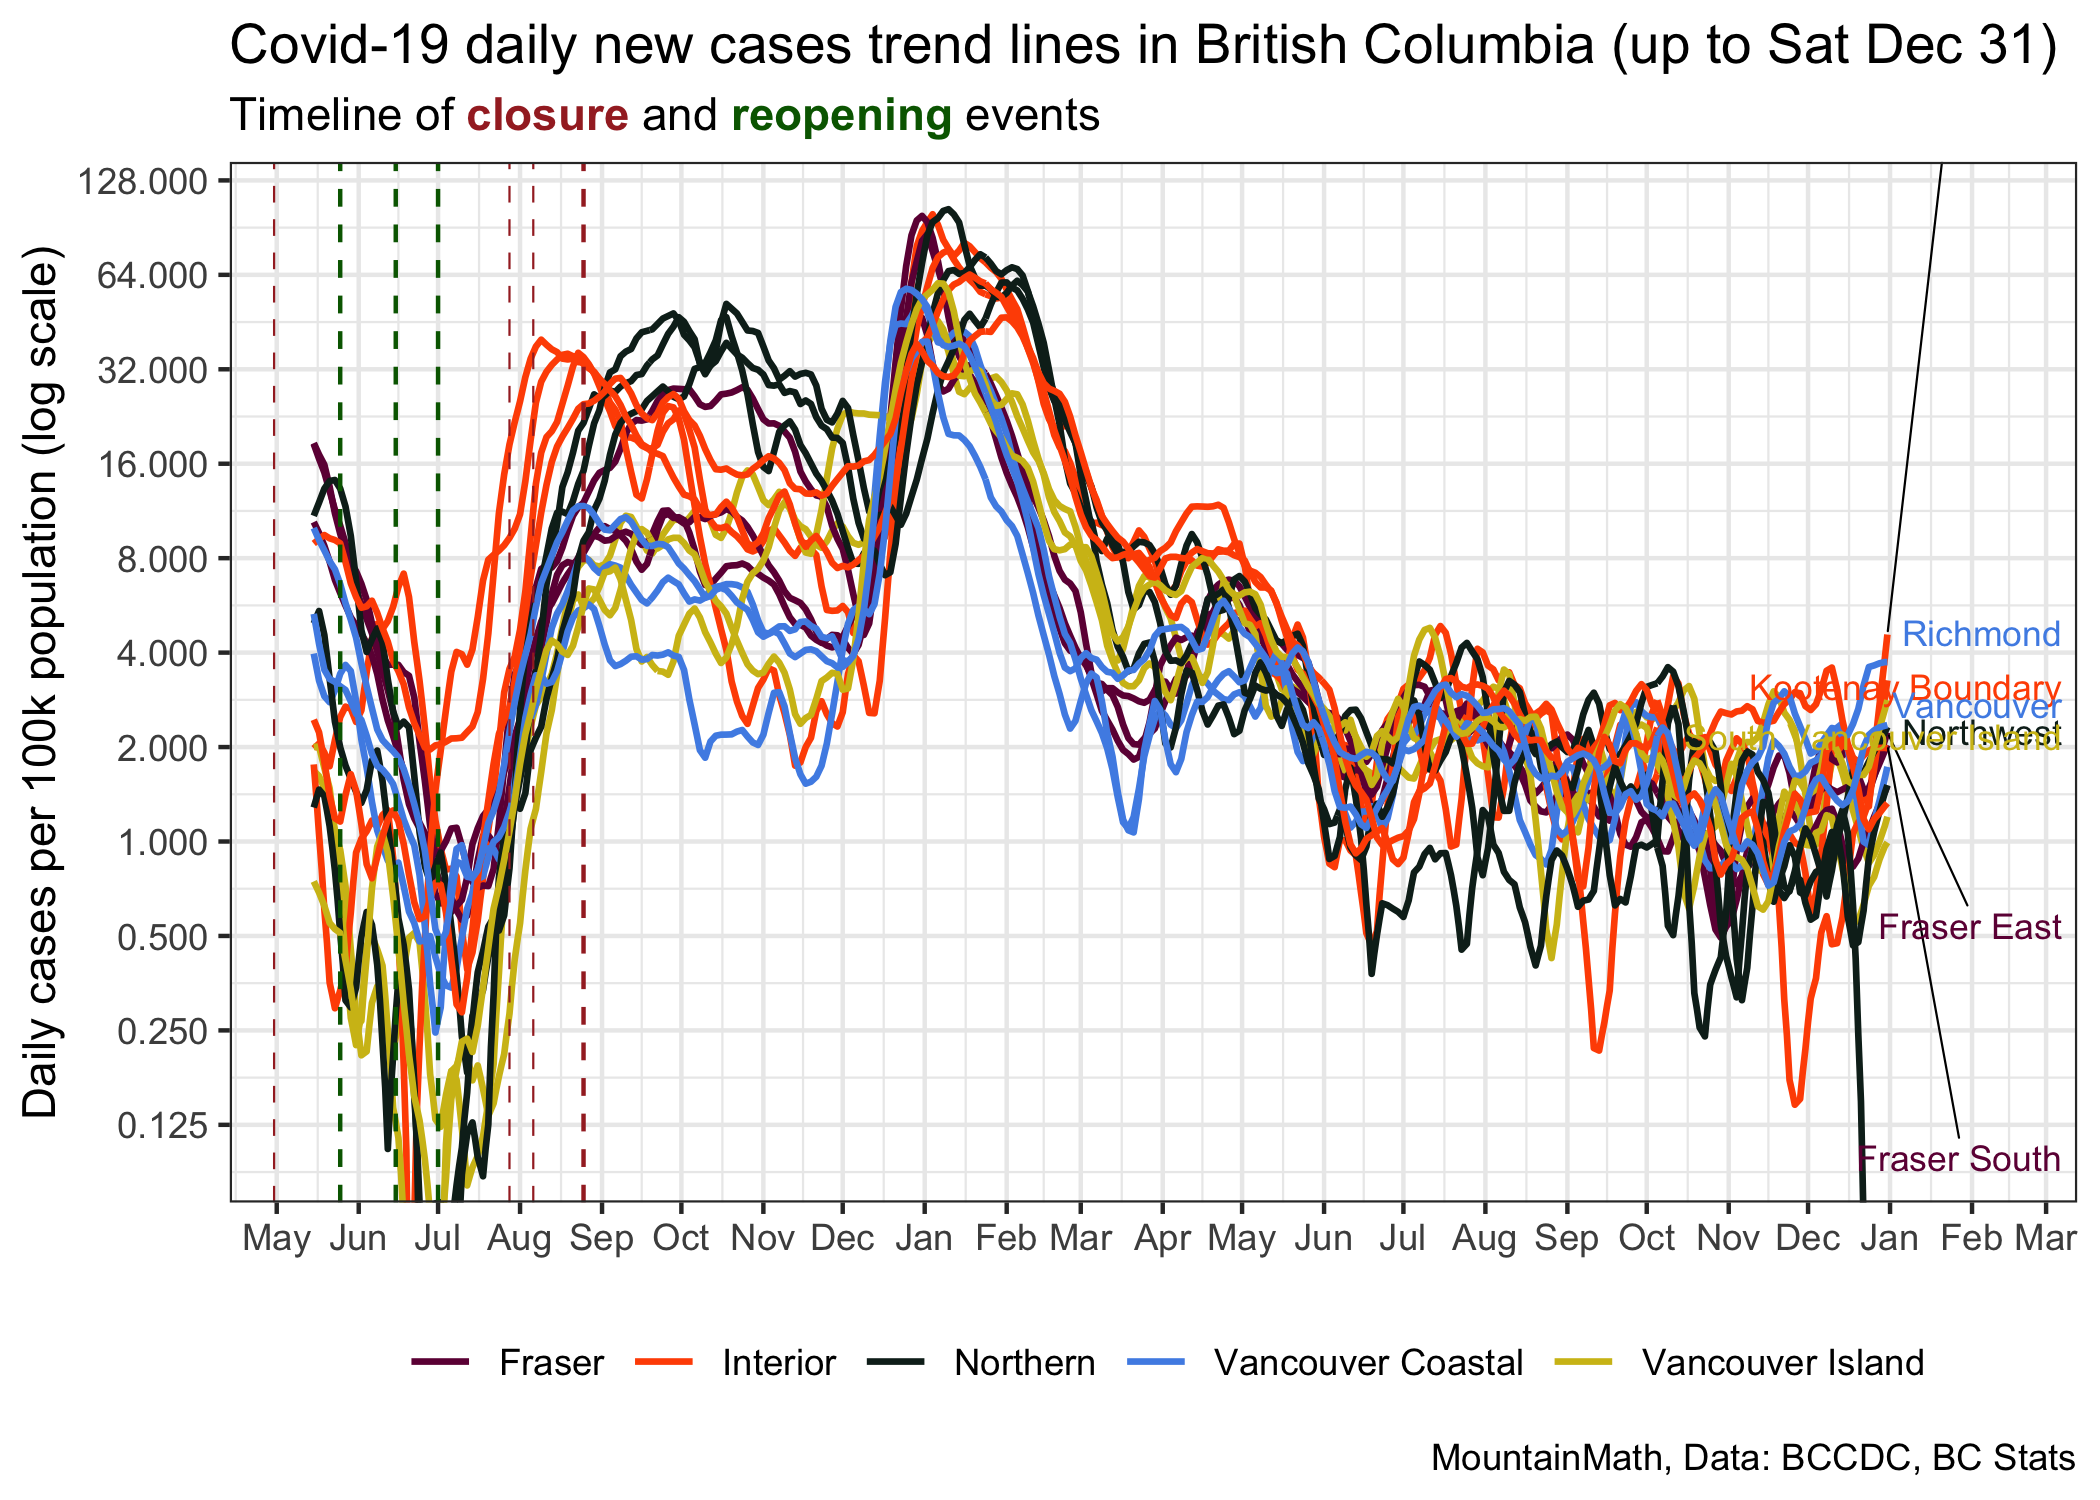 Covid-19 daily new cases trend lines in British Columbia (up to Sat Dec 31)
Timeline of closure and reopening events
Daily cases per 100k population (log scale)
128.000
64.000
32.000
16.000
8.000
4.000
2.000
1.000
0.500
0.250
0.125
Richmond
Kootenay Boundary
Vancouver
Northwest
South Vancouver Island
Fraser East
Fraser South
May Jun Jul Aug Sep Oct Nov Dec Jan Feb Mar Apr May Jun Jul Aug Sep Oct Nov Dec Jan Feb Mar
Fraser Interior Northern Vancouver Coastal Vancouver Island
MountainMath, Data: BCCDC, BC Stats